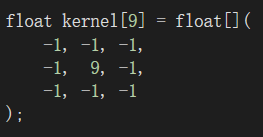 float kernel[9] = float[](
    -1, -1, -1,
    -1,  9, -1,
    -1, -1, -1
);